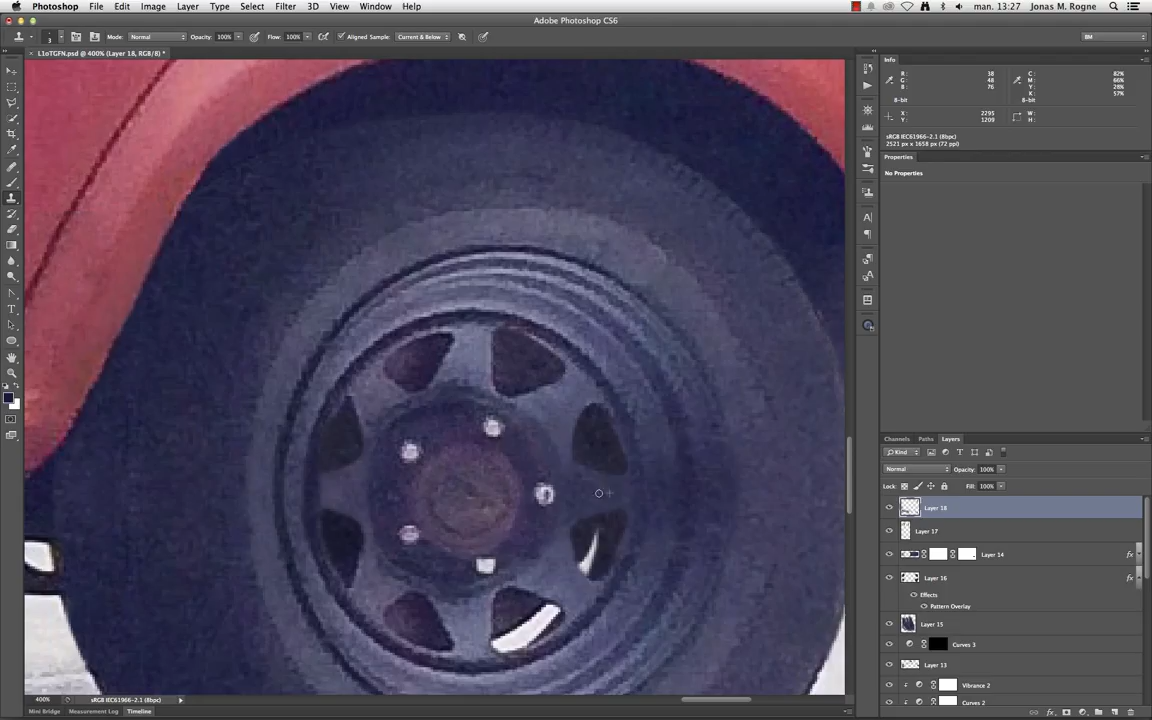 Photoshop File Edit Image Layer Type Select Filter 3D View Window Help man. 13:27 Jonas M. Rogne
Adobe Photoshop CS6
3 Mode: Normal Opacity: 100% Flow: 100% Aligned Sample: Current & Below BM
L1oTGFN.psd @ 400% (Layer 18, RGB/8) *
Info
R: 38 C: 82%
G: 48 M: 66%
B: 76 Y: 28%
K: 57%
8-bit 8-bit
X: 2295 W:
Y: 1209 H:
sRGB IEC61966-2.1 (8bpc)
2521 px x 1658 px (72 ppi)
Properties
No Properties
Channels Paths Layers
Kind
Normal Opacity: 100%
Lock: Fill: 100%
Layer 18
Layer 17
Layer 14 fx
Layer 16 fx
Effects
Pattern Overlay
Layer 15
Curves 3
Layer 13
Vibrance 2
Curves 2
400% sRGB IEC61966-2.1 (8bpc)
Mini Bridge Measurement Log Timeline